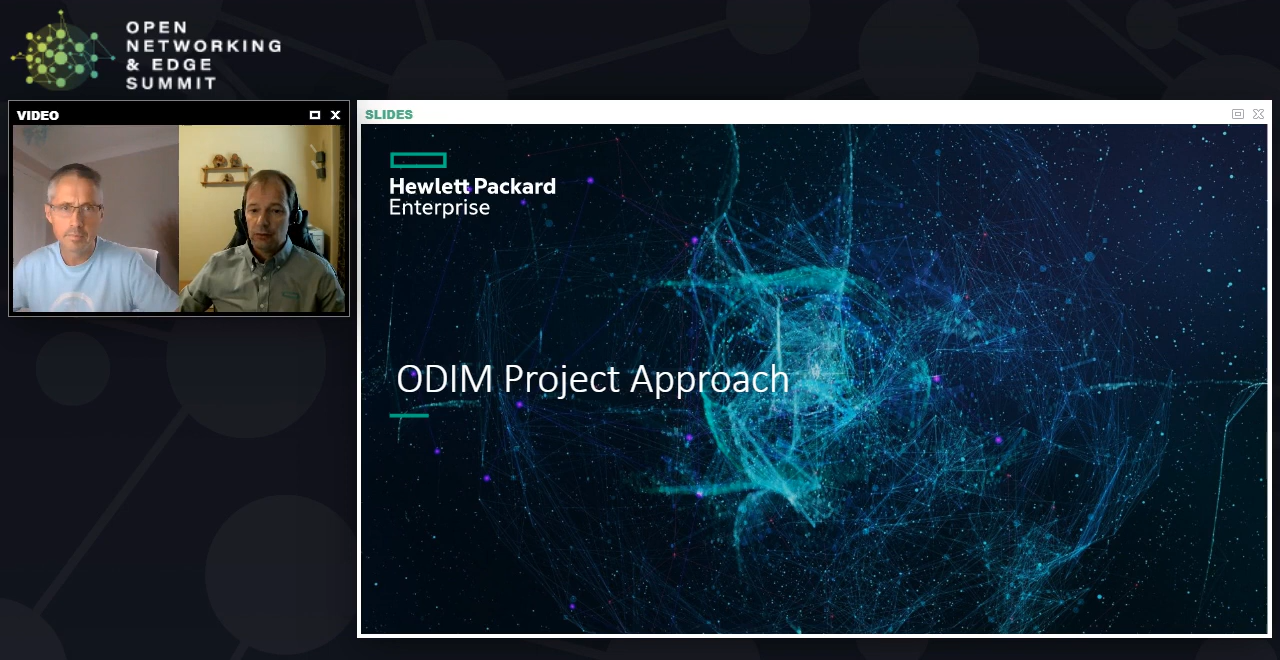 OPEN
NETWORKING
& EDGE
SUMMIT
VIDEO
SLIDES
Hewlett Packard
Enterprise
ODIM Project Approach